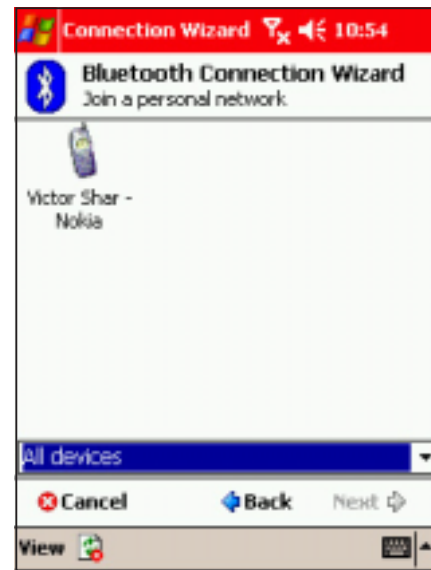 Connection Wizard 10:54
Bluetooth Connection Wizard
Join a personal network
Victor Shar -
Nokia
All devices
Cancel Back Next
View